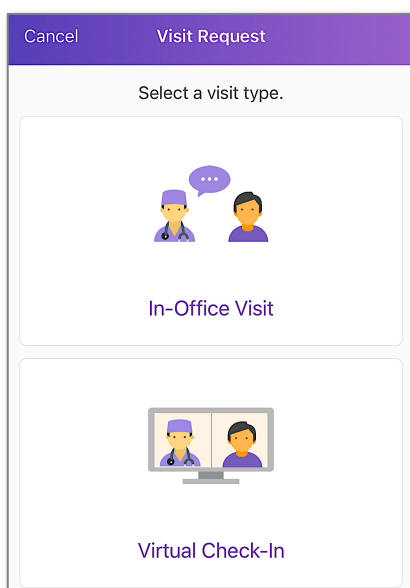 Cancel Visit Request
Select a visit type.
In-Office Visit
Virtual Check-In